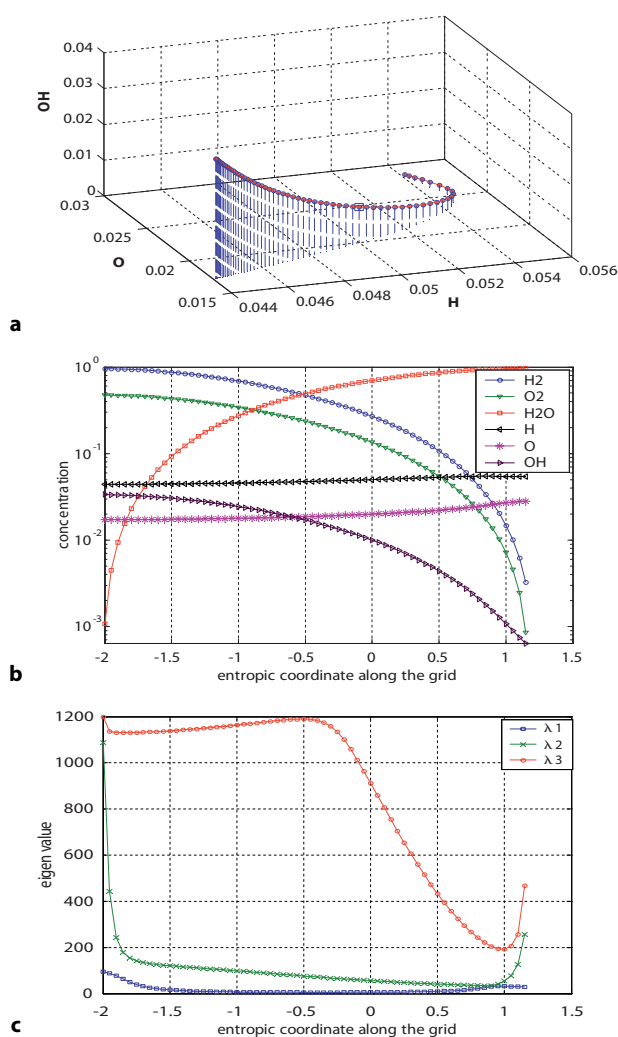 0.04
0.03
0.02
0.01
0
OH
0.03
0.025
0.02
0.015
O
0.044
0.046
0.048
0.05
0.052
0.054
0.056
H
a
10^0
10^-1
10^-2
10^-3
concentration
H2
O2
H2O
H
O
OH
-2 -1.5 -1 -0.5 0 0.5 1 1.5
entropic coordinate along the grid
b
1200
1000
800
600
400
200
0
eigen value
λ 1
λ 2
λ 3
-2 -1.5 -1 -0.5 0 0.5 1 1.5
entropic coordinate along the grid
c